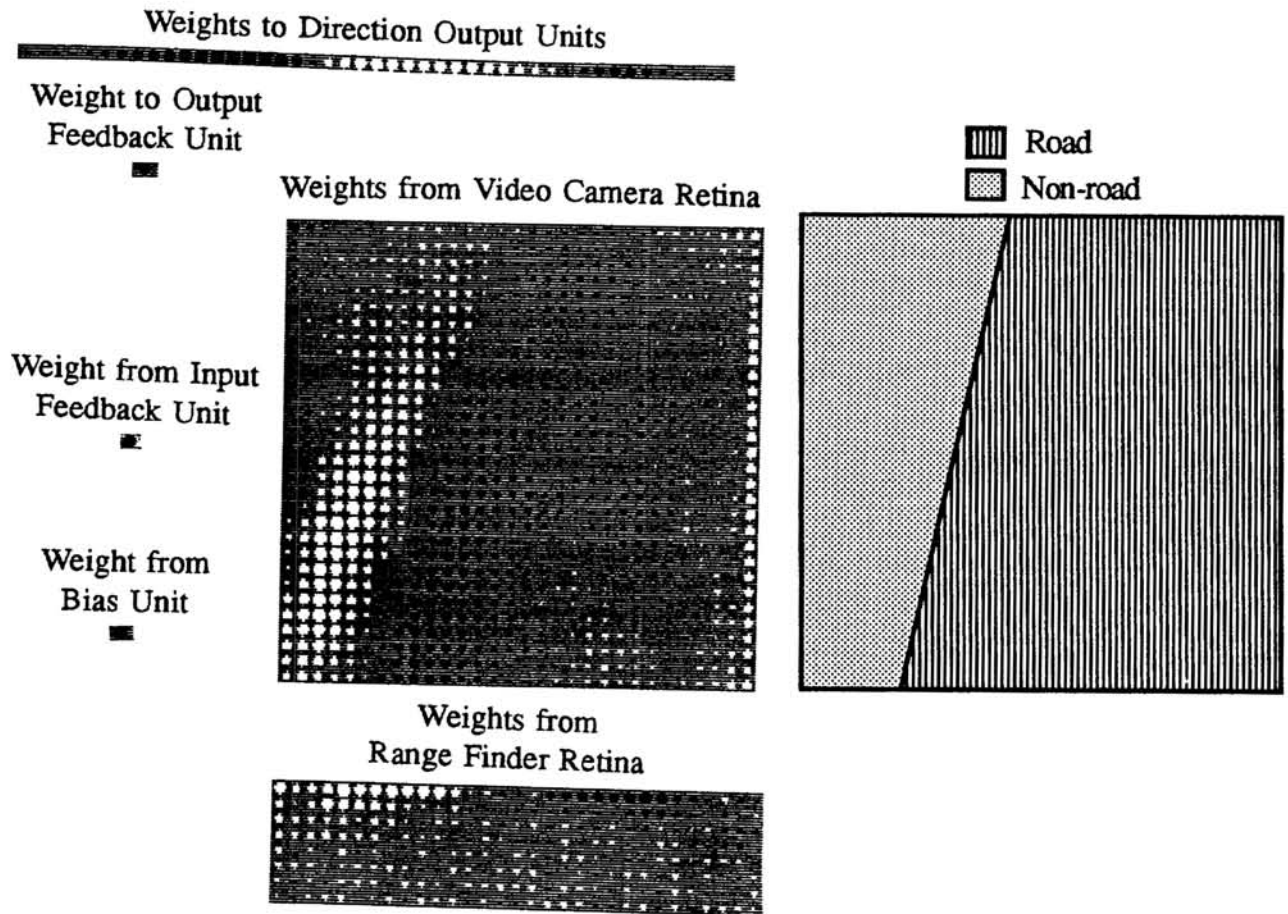 Weights to Direction Output Units
Weight to Output
Feedback Unit
Road
Non-road
Weights from Video Camera Retina
Weight from Input
Feedback Unit
Weight from
Bias Unit
Weights from
Range Finder Retina